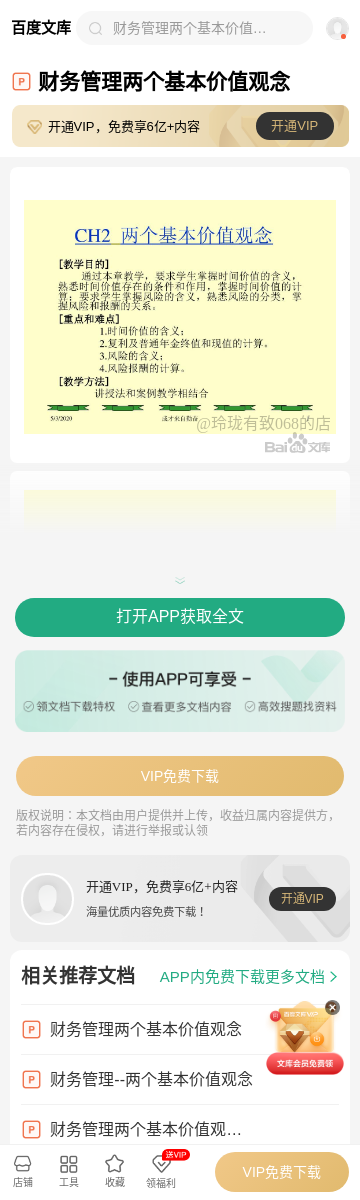 百度文库
财务管理两个基本价值…
财务管理两个基本价值观念
开通VIP，免费享6亿+内容
开通VIP
CH2 两个基本价值观念
[教学目的]
通过本章教学，要求学生掌握时间价值的含义，
熟悉时间价值存在的条件和作用，掌握时间价值的计
算；要求学生掌握风险的含义，熟悉风险的分类，掌
握风险和报酬的关系。
[重点和难点]
1.时间价值的含义；
2.复利及普通年金终值和现值的计算。
3.风险的含义；
4.风险报酬的计算。
[教学方法]
讲授法和案例教学相结合
5/3/2020
成才来自勤奋
@玲珑有致068的店
Bai du 文库
打开APP获取全文
- 使用APP可享受 -
领文档下载特权
查看更多文档内容
高效搜题找资料
VIP免费下载
版权说明：本文档由用户提供并上传，收益归属内容提供方，
若内容存在侵权，请进行举报或认领
开通VIP，免费享6亿+内容
海量优质内容免费下载！
开通VIP
相关推荐文档
APP内免费下载更多文档
财务管理两个基本价值观念
财务管理--两个基本价值观念
文库会员免费领
财务管理两个基本价值观…
店铺
工具
收藏
送VIP
领福利
VIP免费下载